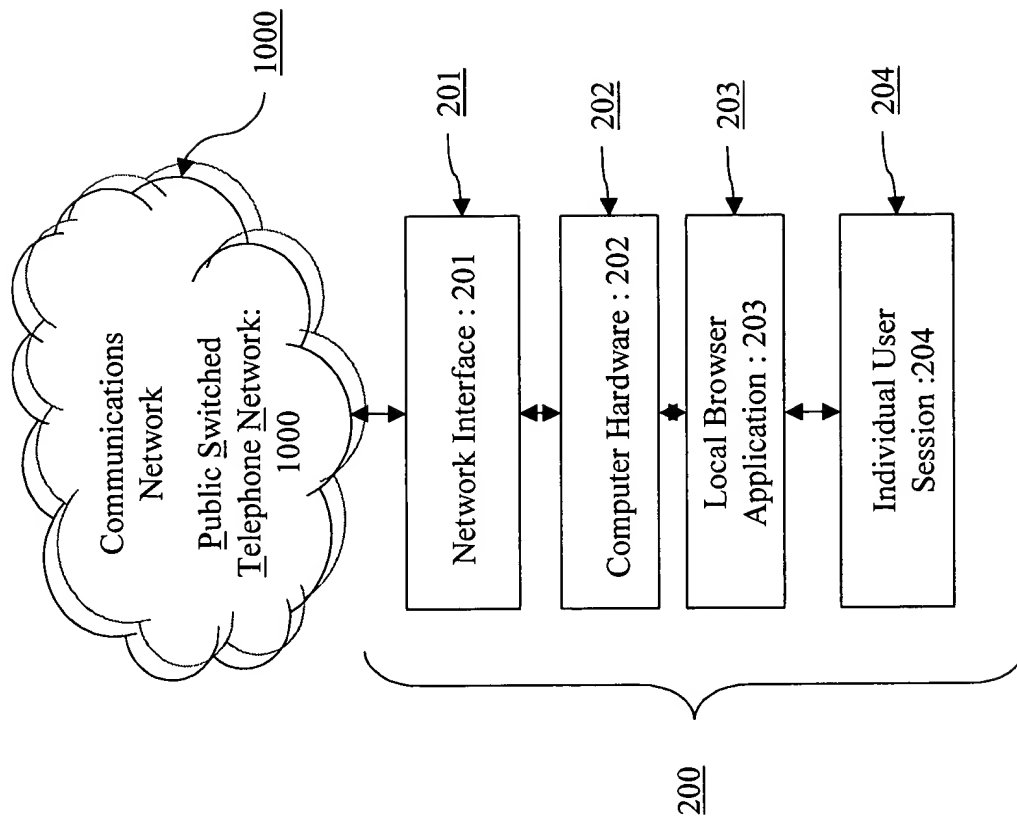 Communications
Network
Public Switched
Telephone Network:
1000
1000
Network Interface : 201
201
Computer Hardware : 202
202
Local Browser
Application : 203
203
Individual User
Session :204
204
200